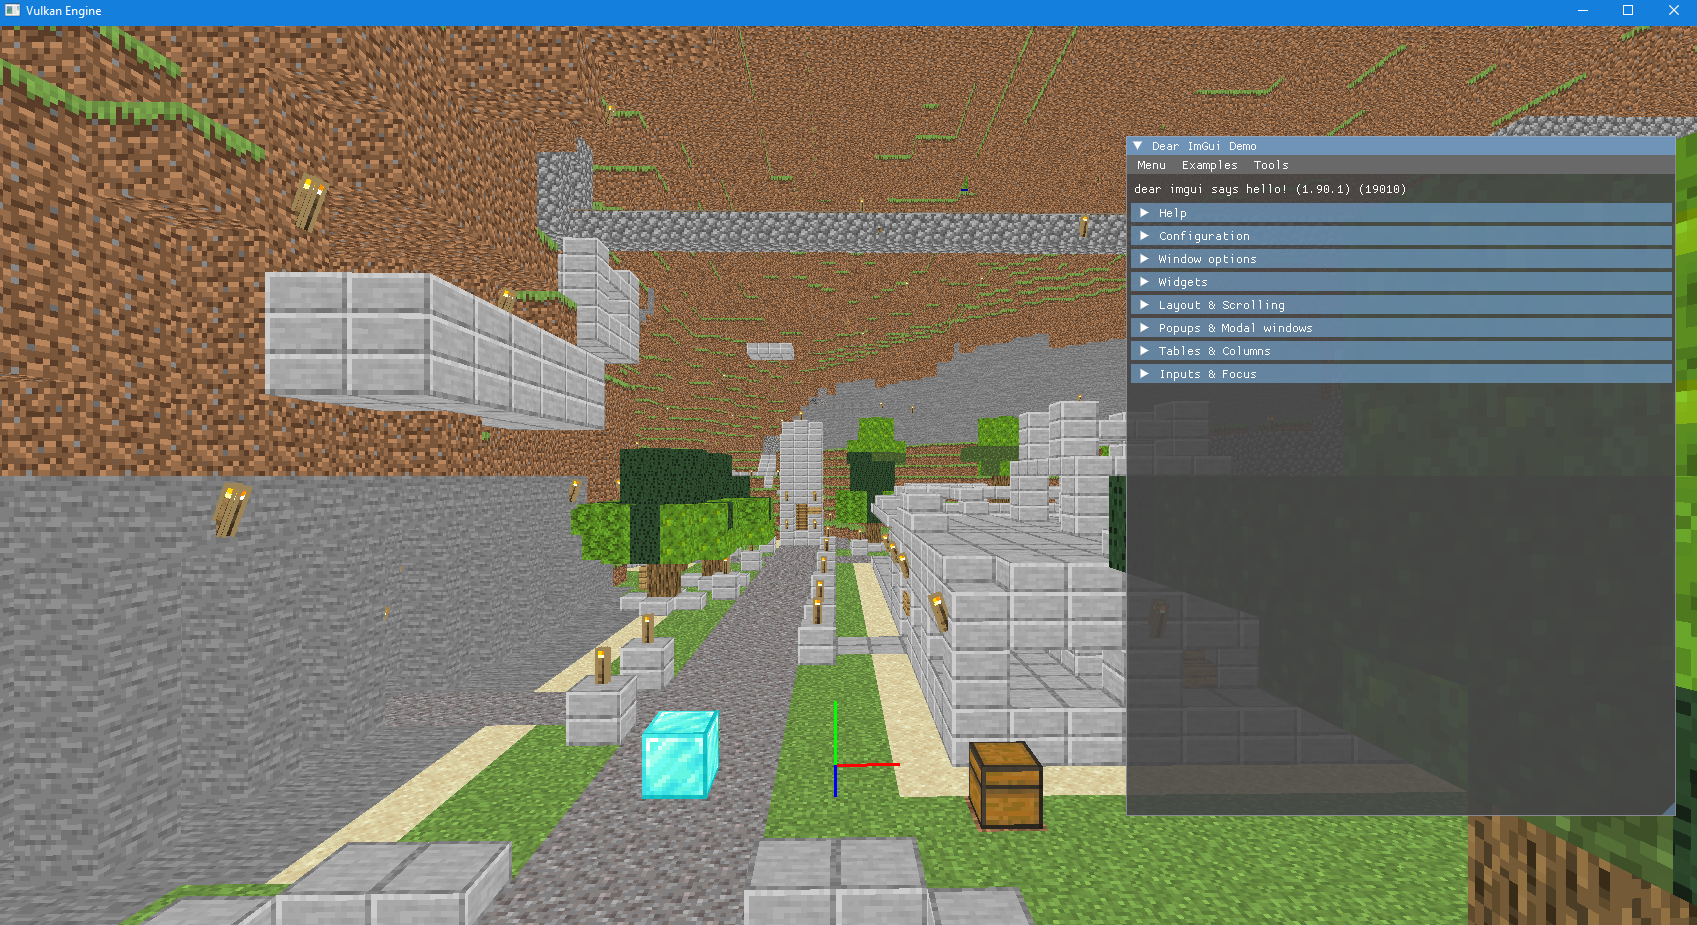 Vulkan Engine
Dear ImGui Demo
Menu Examples Tools
dear imgui says hello! (1.90.1) (19010)
Help
Configuration
Window options
Widgets
Layout & Scrolling
Popups & Modal windows
Tables & Columns
Inputs & Focus